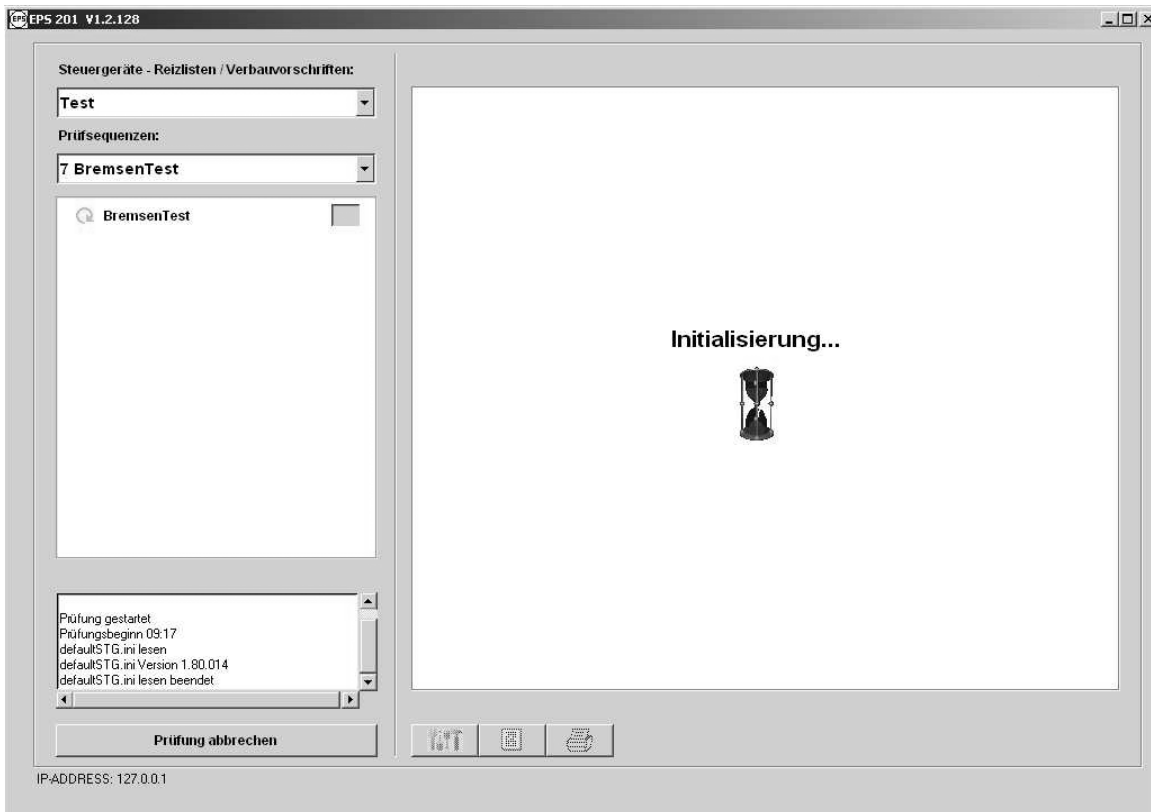 EPS EPS 201 V1.2.128
Steuergeräte - Reizlisten / Verbauvorschriften:
Test
Prüfsequenzen:
7 BremsenTest
BremsenTest
Initialisierung...
Prüfung gestartet
Prüfungsbeginn 09:17
defaultSTG.ini lesen
defaultSTG.ini Version 1.80.014
defaultSTG.ini lesen beendet
Prüfung abbrechen
IP-ADDRESS: 127.0.0.1